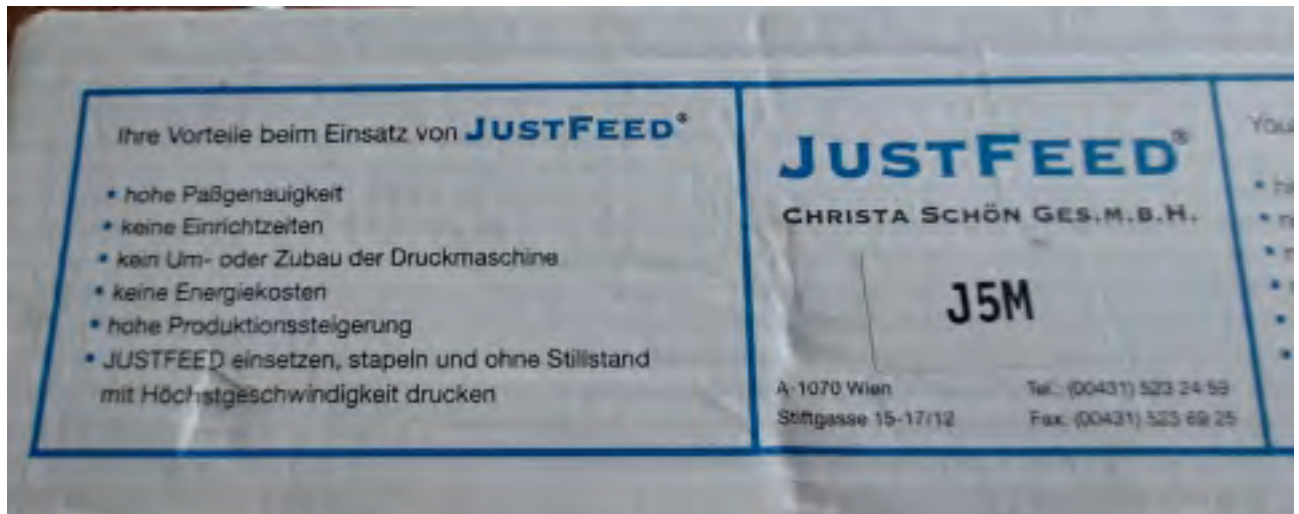 Ihre Vorteile beim Einsatz von JUSTFEED®
• hohe Paßgenauigkeit
• keine Einrichtzeiten
• kein Um- oder Zubau der Druckmaschine
• keine Energiekosten
• hohe Produktionssteigerung
• JUSTFEED einsetzen, stapeln und ohne Stillstand
mit Höchstgeschwindigkeit drucken
JUSTFEED®
CHRISTA SCHÖN GES.M.B.H.
J5M
A-1070 Wien
Stiftgasse 15-17/12
Tel.: (00431) 523 24 59
Fax: (00431) 523 69 25